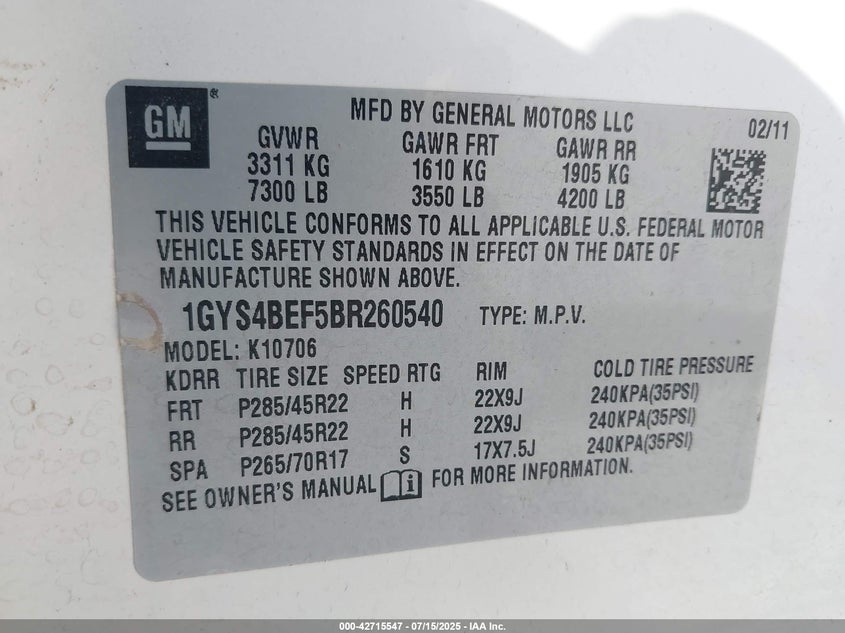 GM®
MFD BY GENERAL MOTORS LLC 02/11
GVWR GAWR FRT GAWR RR
3311 KG 1610 KG 1905 KG
7300 LB 3550 LB 4200 LB
THIS VEHICLE CONFORMS TO ALL APPLICABLE U.S. FEDERAL MOTOR
VEHICLE SAFETY STANDARDS IN EFFECT ON THE DATE OF
MANUFACTURE SHOWN ABOVE.
1GYS4BEF5BR260540 TYPE: M.P.V.
MODEL: K10706
KDRR TIRE SIZE SPEED RTG RIM COLD TIRE PRESSURE
FRT P285/45R22 H 22X9J 240KPA(35PSI)
RR P285/45R22 H 22X9J 240KPA(35PSI)
SPA P265/70R17 S 17X7.5J 240KPA(35PSI)
SEE OWNER'S MANUAL i FOR MORE INFORMATION.
000-42715547 - 07/15/2025 - IAA Inc.